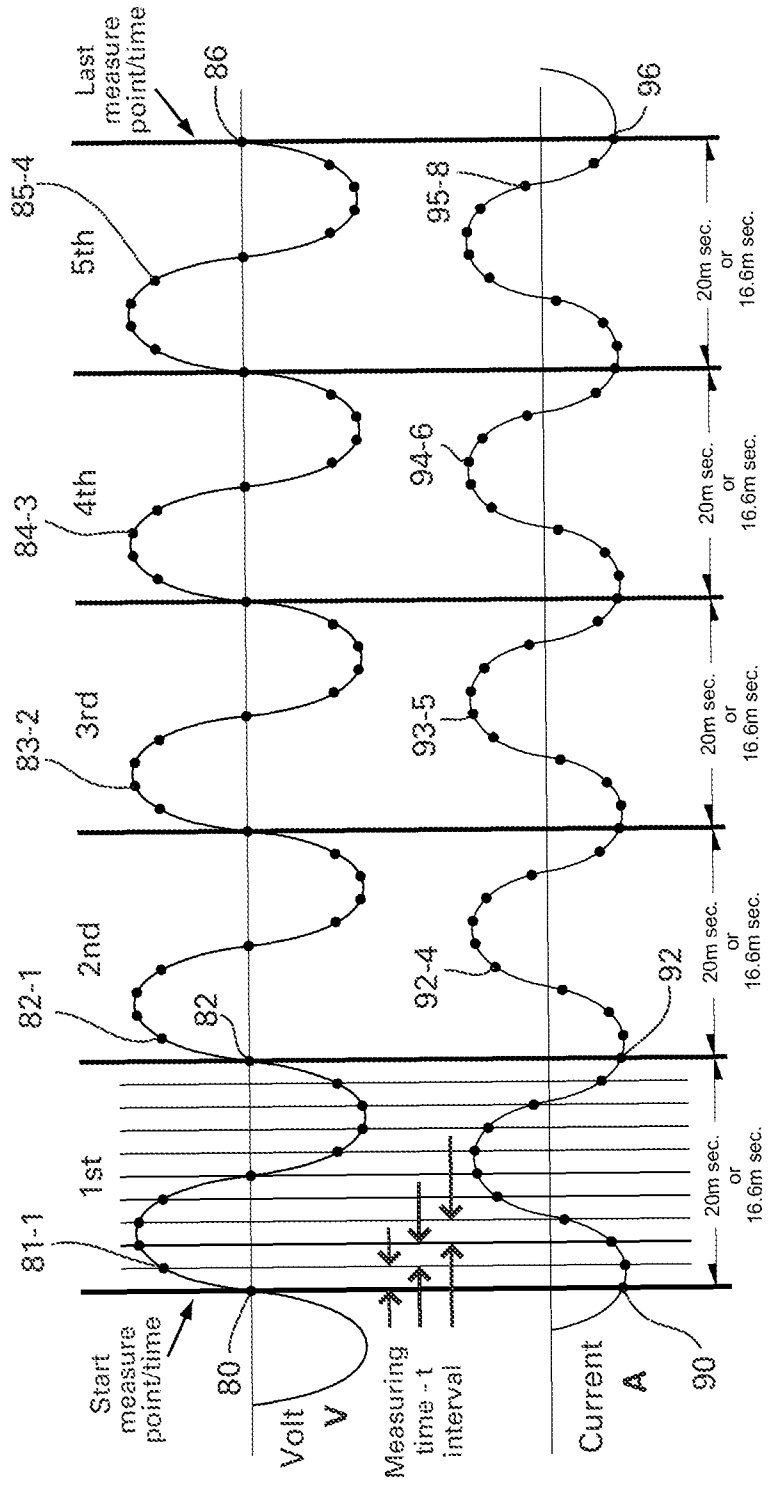 Start
measure
point/time
81-1
1st
82-1
2nd
83-2
3rd
84-3
4th
85-4
5th
Last
measure
point/time
80
82
86
Volt
V
Measuring
time - t
interval
Current
A
90
92-4
92
93-5
94-6
95-8
96
20m sec.
or
16.6m sec.
20m sec.
or
16.6m sec.
20m sec.
or
16.6m sec.
20m sec.
or
16.6m sec.
20m sec.
or
16.6m sec.